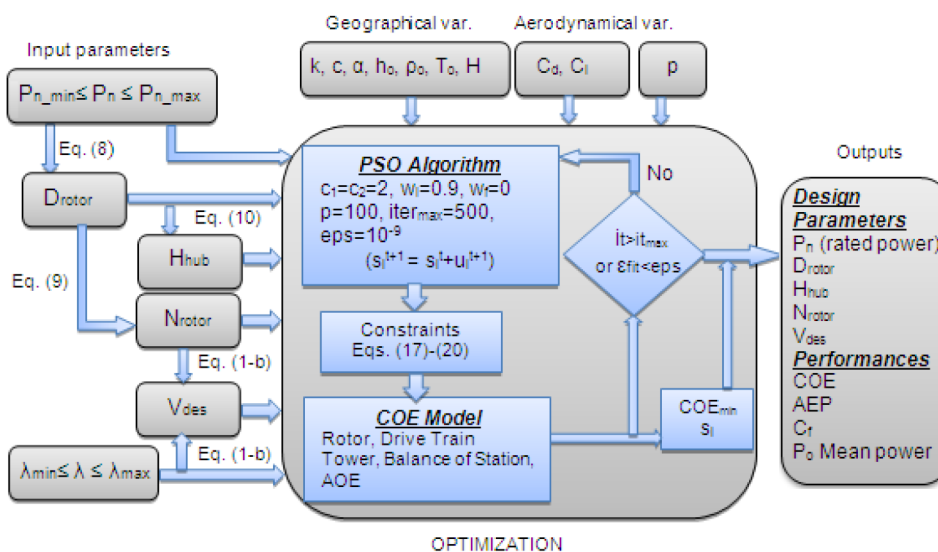 Geographical var.
Aerodynamical var.
Input parameters
k, c, α, h₀, ρ₀, T₀, H
C_d, C_l
p
P_n_min ≤ P_n ≤ P_n_max
Eq. (8)
D_rotor
Eq. (10)
H_hub
Eq. (9)
N_rotor
Eq. (1-b)
V_des
Eq. (1-b)
λ_min ≤ λ ≤ λ_max
PSO Algorithm
c₁=c₂=2, w_i=0.9, w_f=0
p=100, iter_max=500,
eps=10⁻⁹
(s_i^t+1 = s_i^t+u_i^t+1)
No
it>it_max
or εfit<eps
Constraints
Eqs. (17)-(20)
COE Model
Rotor, Drive Train
Tower, Balance of Station,
AOE
COE_min
s_i
Outputs
Design
Parameters
P_n (rated power)
D_rotor
H_hub
N_rotor
V_des
Performances
COE
AEP
C_f
P_o Mean power
OPTIMIZATION